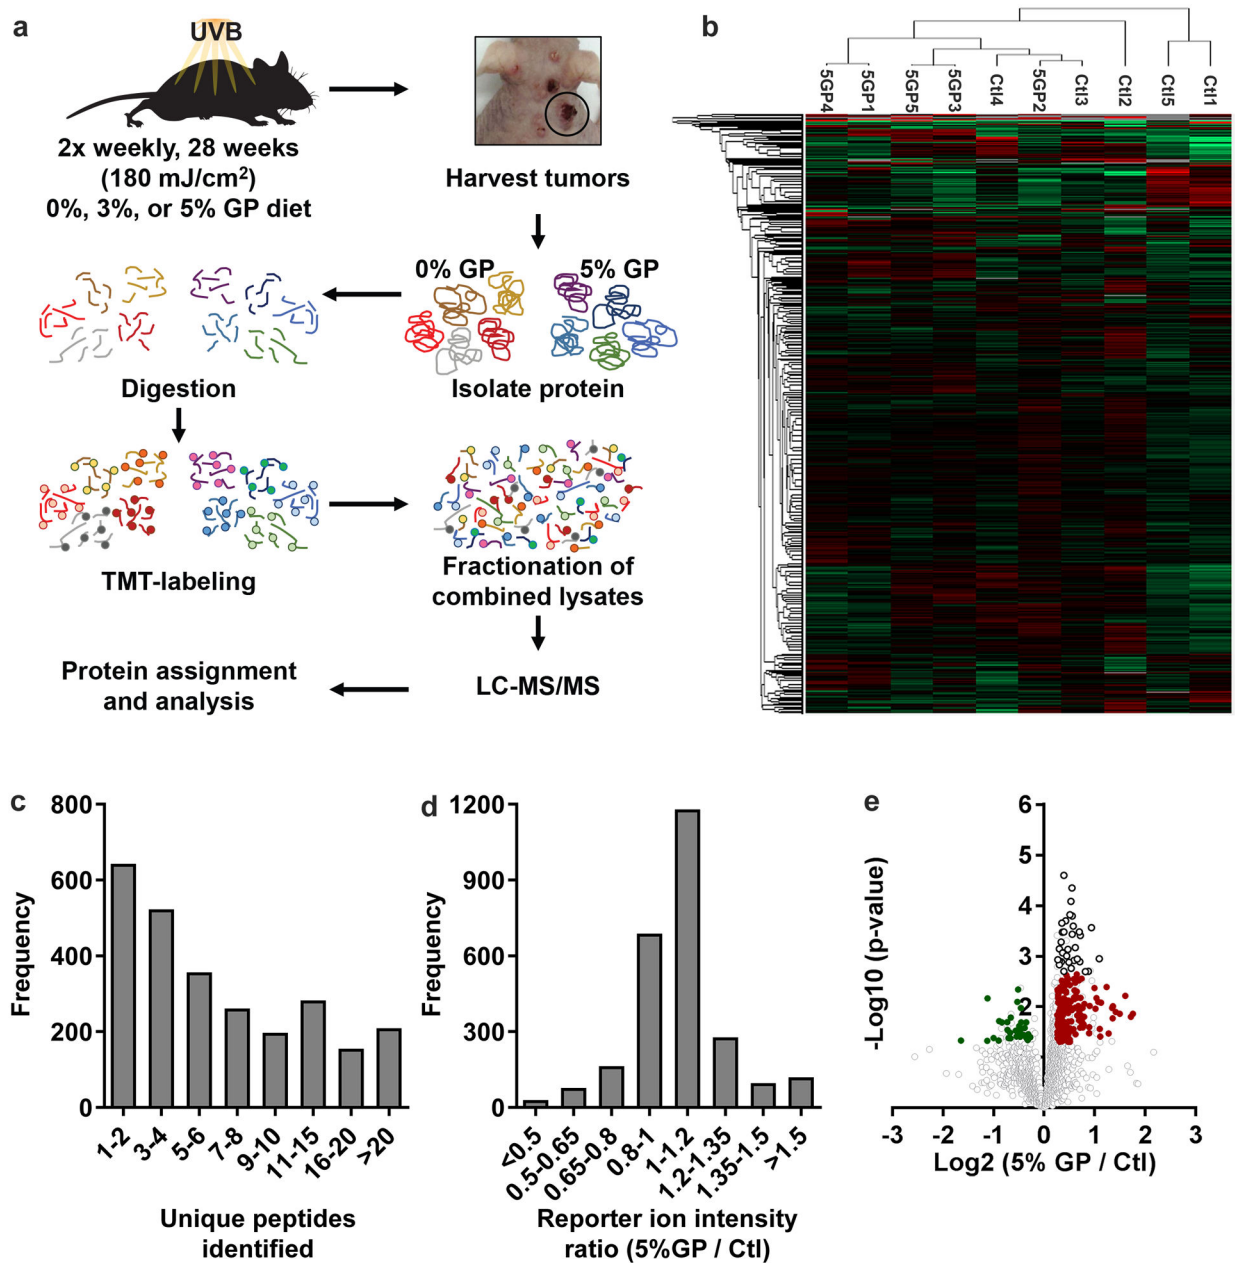 a
UVB
2x weekly, 28 weeks
(180 mJ/cm²)
0%, 3%, or 5% GP diet
Harvest tumors
0% GP
5% GP
Isolate protein
Digestion
TMT-labeling
Fractionation of
combined lysates
LC-MS/MS
Protein assignment
and analysis
b
5GP4
5GP1
5GP5
5GP3
Ctl4
5GP2
Ctl3
Ctl2
Ctl5
Ctl1
c
Frequency
800
600
400
200
0
1-2
3-4
5-6
7-8
9-10
11-15
16-20
>20
Unique peptides
identified
d
Frequency
1200
900
600
300
0
<0.5
0.5-0.65
0.65-0.8
0.8-1
1-1.2
1.2-1.35
1.35-1.5
>1.5
Reporter ion intensity
ratio (5%GP / Ctl)
e
-Log10 (p-value)
6
5
4
3
2
-3
-2
-1
0
1
2
3
Log2 (5% GP / Ctl)